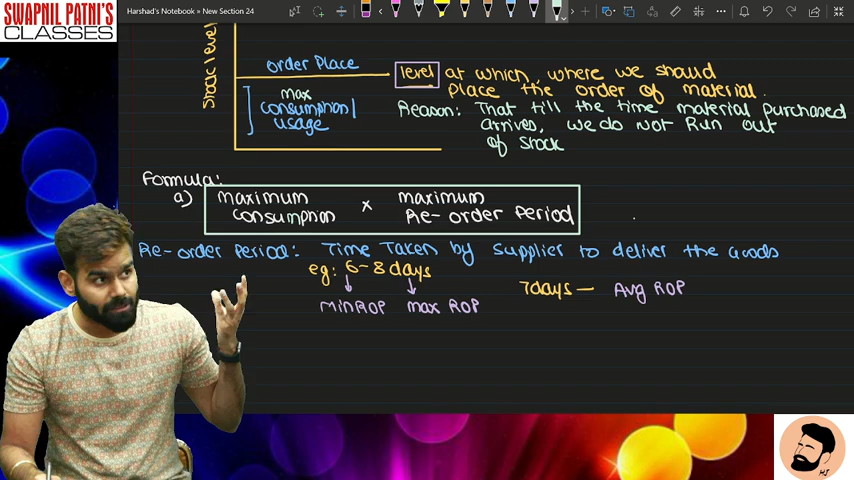 SWAPNIL PATNI'S
CLASSES
Harshad's Notebook » New Section 24
Stock level
order Place
max
consumption/
usage
level at which, where we should
place the order of material.
Reason: That till the time material purchased
arrives, we do not Run out
of stock
Formula:
a) maximum consumption x maximum Re-order Period
Re-order Period: Time Taken by supplier to deliver the Goods
eg: 6-8 days
Min ROP max ROP
7days — Avg ROP
HS